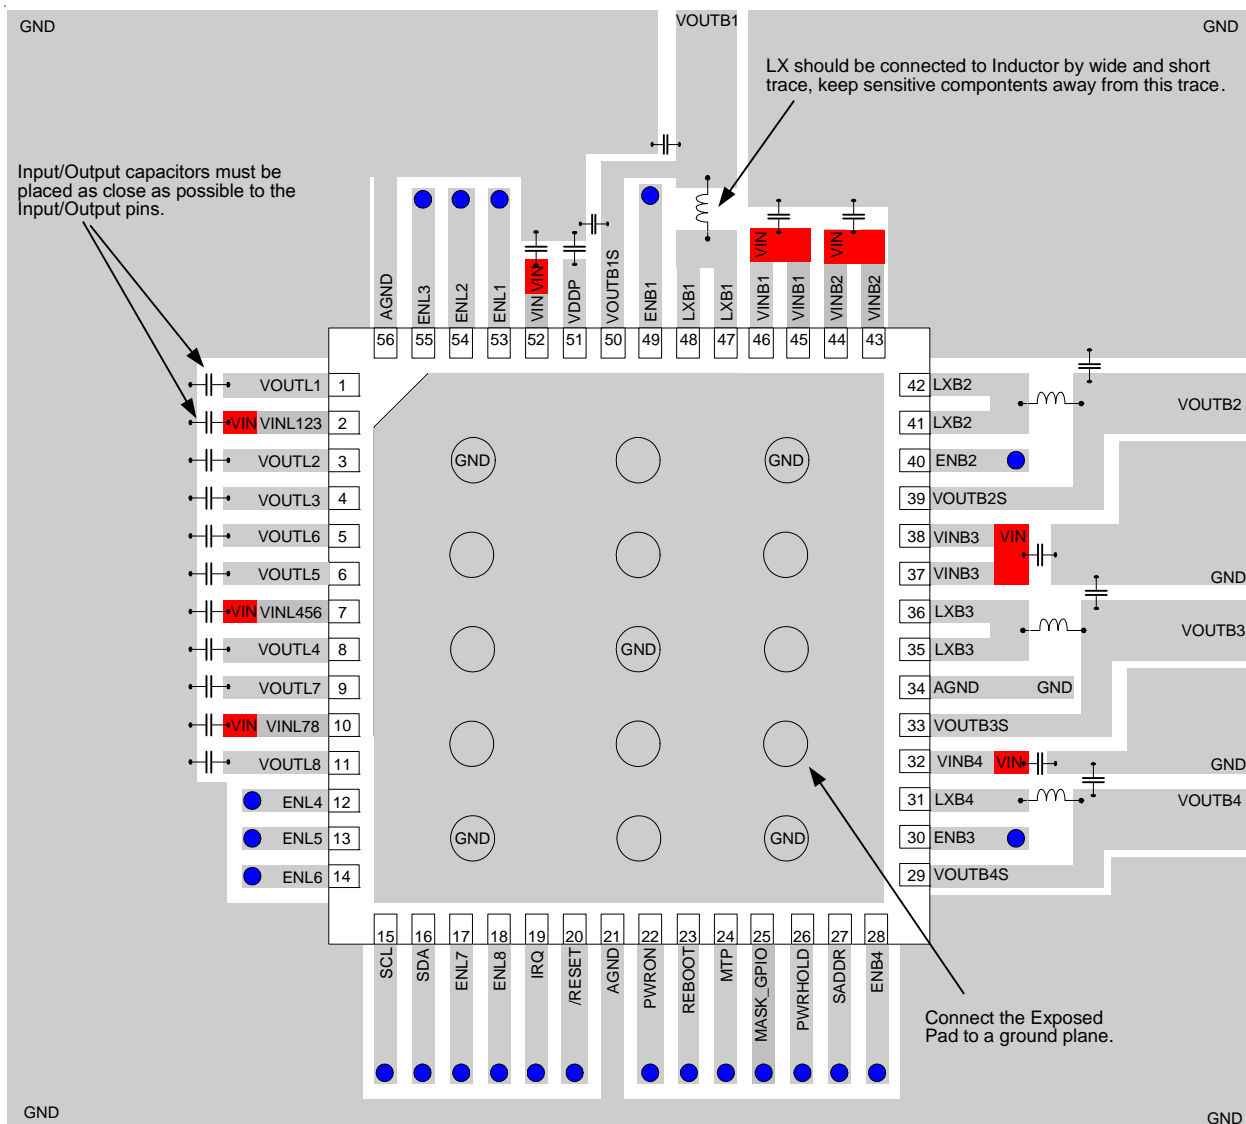 GND
VOUTB1
GND
LX should be connected to Inductor by wide and short
trace, keep sensitive compontents away from this trace.
Input/Output capacitors must be
placed as close as possible to the
Input/Output pins.
AGND
ENL3
ENL2
ENL1
VIN VIN
VDDP
VOUTB1S
ENB1
LXB1
LXB1
VIN
VINB1
VINB1
VIN
VINB2
VINB2
56 55 54 53 52 51 50 49 48 47 46 45 44 43
VOUTL1 1
VIN VINL123 2
VOUTL2 3
VOUTL3 4
VOUTL6 5
VOUTL5 6
VIN VINL456 7
VOUTL4 8
VOUTL7 9
VIN VINL78 10
VOUTL8 11
ENL4 12
ENL5 13
ENL6 14
GND
GND
GND
GND
GND
42 LXB2
VOUTB2
41 LXB2
40 ENB2
39 VOUTB2S
38 VINB3 VIN
37 VINB3
GND
36 LXB3
VOUTB3
35 LXB3
34 AGND GND
33 VOUTB3S
32 VINB4 VIN
GND
31 LXB4
VOUTB4
30 ENB3
29 VOUTB4S
15 16 17 18 19 20 21 22 23 24 25 26 27 28
SCL
SDA
ENL7
ENL8
IRQ
/RESET
AGND
PWRON
REBOOT
MTP
MASK_GPIO
PWRHOLD
SADDR
ENB4
Connect the Exposed
Pad to a ground plane.
GND
GND